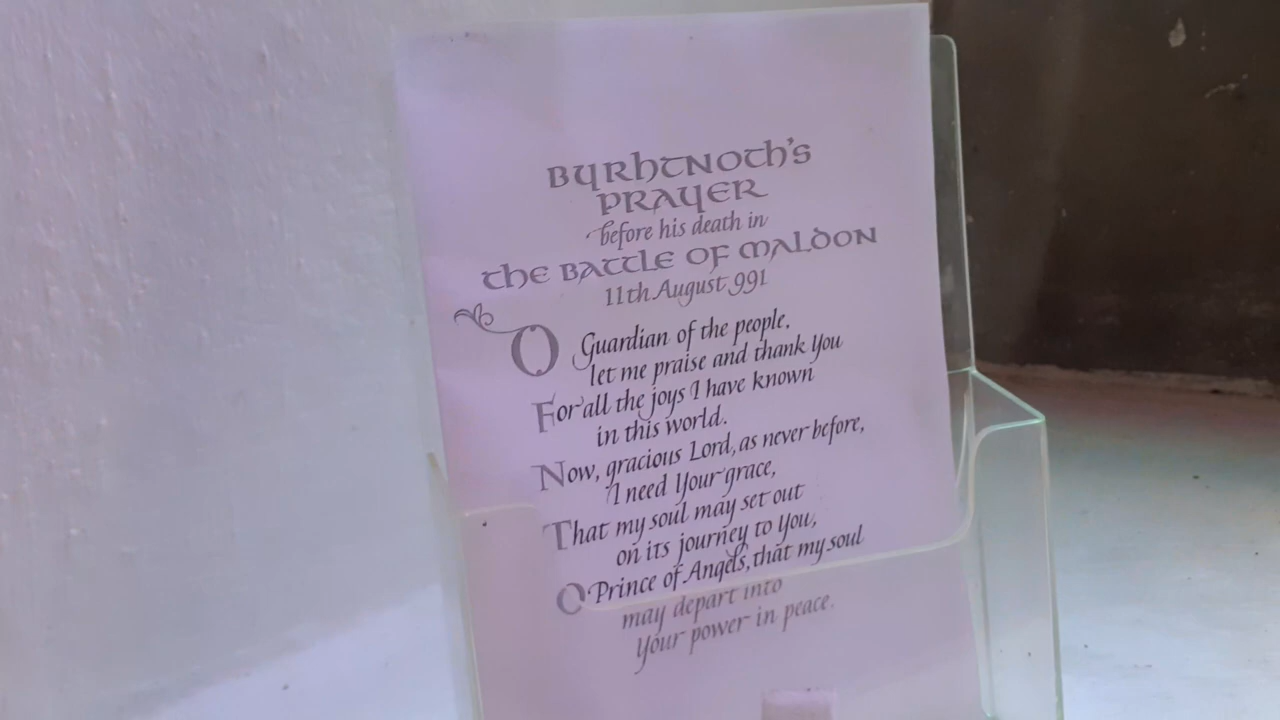 BYRHTNOTH'S
PRAYER
before his death in
THE BATTLE OF MALDON
11th August 991
O Guardian of the people,
let me praise and thank You
For all the joys I have known
in this world.
Now, gracious Lord, as never before,
I need Your grace,
That my soul may set out
on its journey to You,
O Prince of Angels, that my soul
may depart into
Your power in peace.